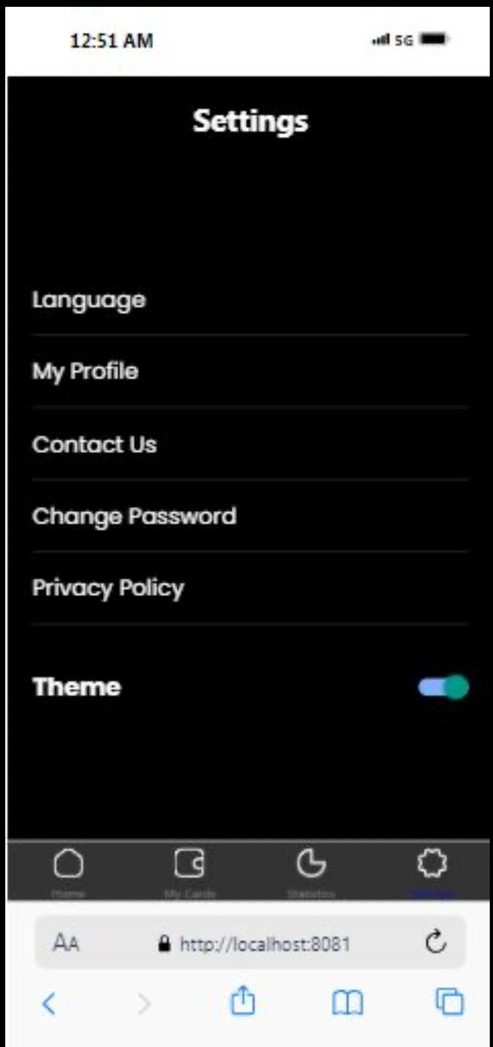 12:51 AM 5G
Settings
Language
My Profile
Contact Us
Change Password
Privacy Policy
Theme
Home My Cards Statistics Settings
AA http://localhost:8081